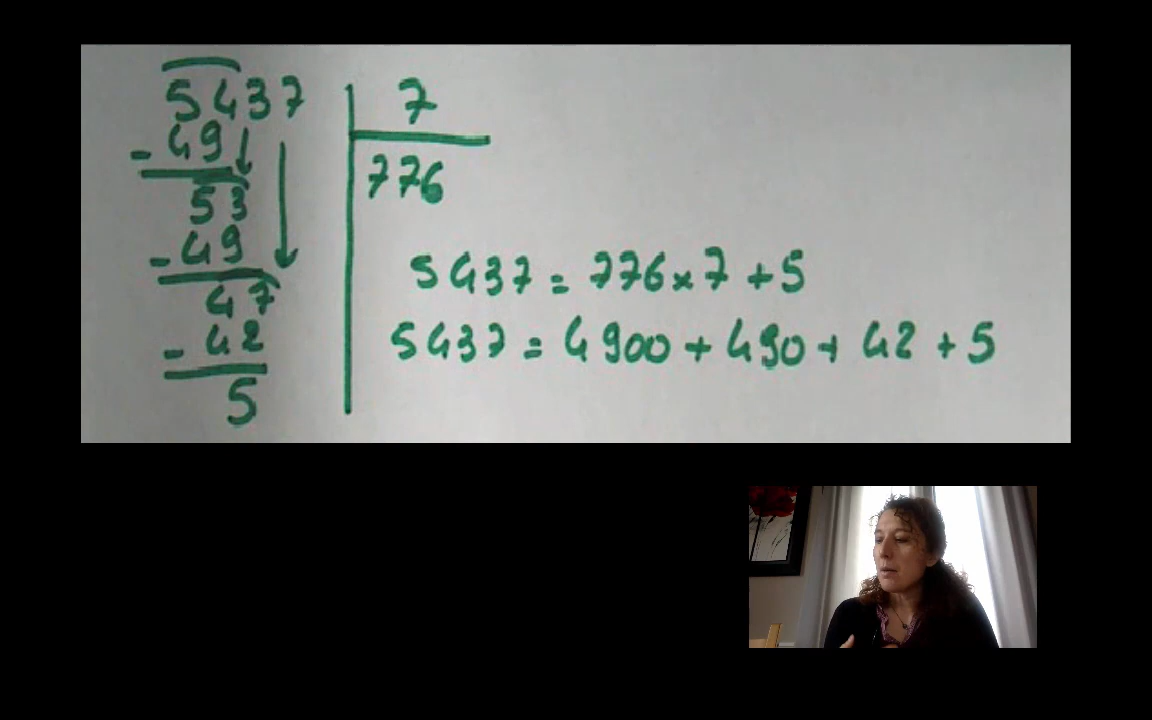 5437 7
- 49 776
53
- 49
47
- 42
5
5437 = 776 x 7 + 5
5437 = 4900 + 490 + 42 + 5